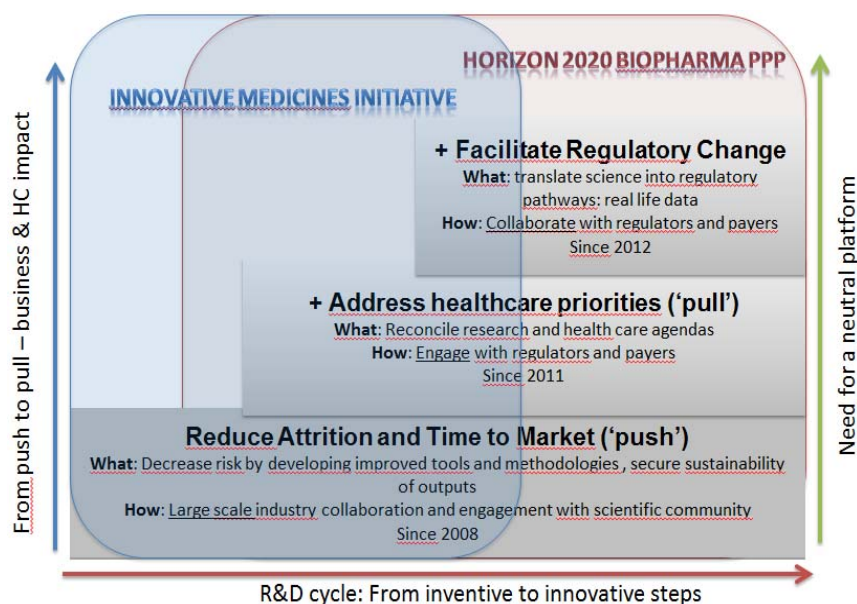 HORIZON 2020 BIOPHARMA PPP
INNOVATIVE MEDICINES INITIATIVE
+ Facilitate Regulatory Change
What: translate science into regulatory
pathways: real life data
How: Collaborate with regulators and payers
Since 2012
+ Address healthcare priorities (‘pull’)
What: Reconcile research and health care agendas
How: Engage with regulators and payers
Since 2011
Reduce Attrition and Time to Market (‘push’)
What: Decrease risk by developing improved tools and methodologies , secure sustainability
of outputs
How: Large scale industry collaboration and engagement with scientific community
Since 2008
From push to pull – business & HC impact
Need for a neutral platform
R&D cycle: From inventive to innovative steps